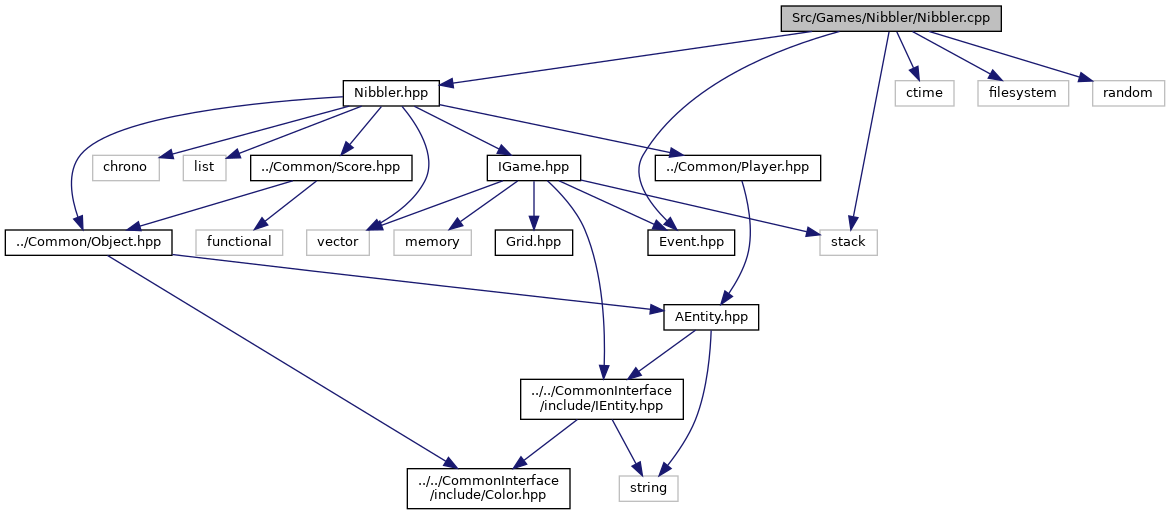 Src/Games/Nibbler/Nibbler.cpp
Nibbler.hpp
ctime
filesystem
random
chrono
list
../Common/Score.hpp
IGame.hpp
../Common/Player.hpp
../Common/Object.hpp
functional
vector
memory
Grid.hpp
Event.hpp
stack
AEntity.hpp
../../CommonInterface
/include/IEntity.hpp
../../CommonInterface
/include/Color.hpp
string